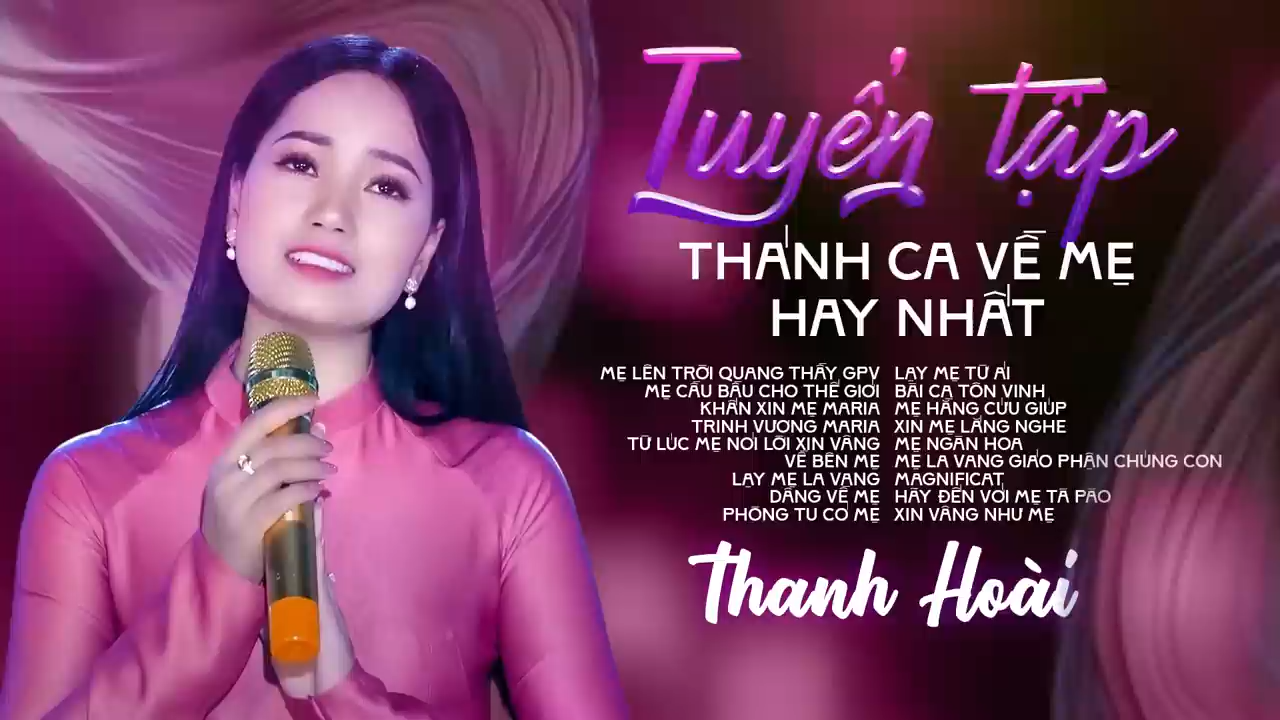 Tuyển tập
THÁNH CA VỀ MẸ
HAY NHẤT
MẸ LÊN TRỜI QUANG THẤY GPV
MẸ CẦU BẦU CHO THẾ GIỚI
KHẤN XIN MẸ MARIA
TRINH VƯƠNG MARIA
TỪ LÚC MẸ NÓI LỜI XIN VÂNG
VỀ BÊN MẸ
LẠY MẸ LA VANG
DÂNG VỀ MẸ
PHÓNG TU CÓ MẸ
LẠY MẸ TỪ ÁI
BÀI CA TÔN VINH
MẸ HẰNG CỨU GIÚP
XIN MẸ LẮNG NGHE
MẸ NGÀN HOA
MẸ LA VANG GIÁO PHẬN CHÚNG CON
MAGNIFICAT
HÃY ĐẾN VỚI MẸ TÀ PAO
XIN VÂNG NHƯ MẸ
Thanh Hoài